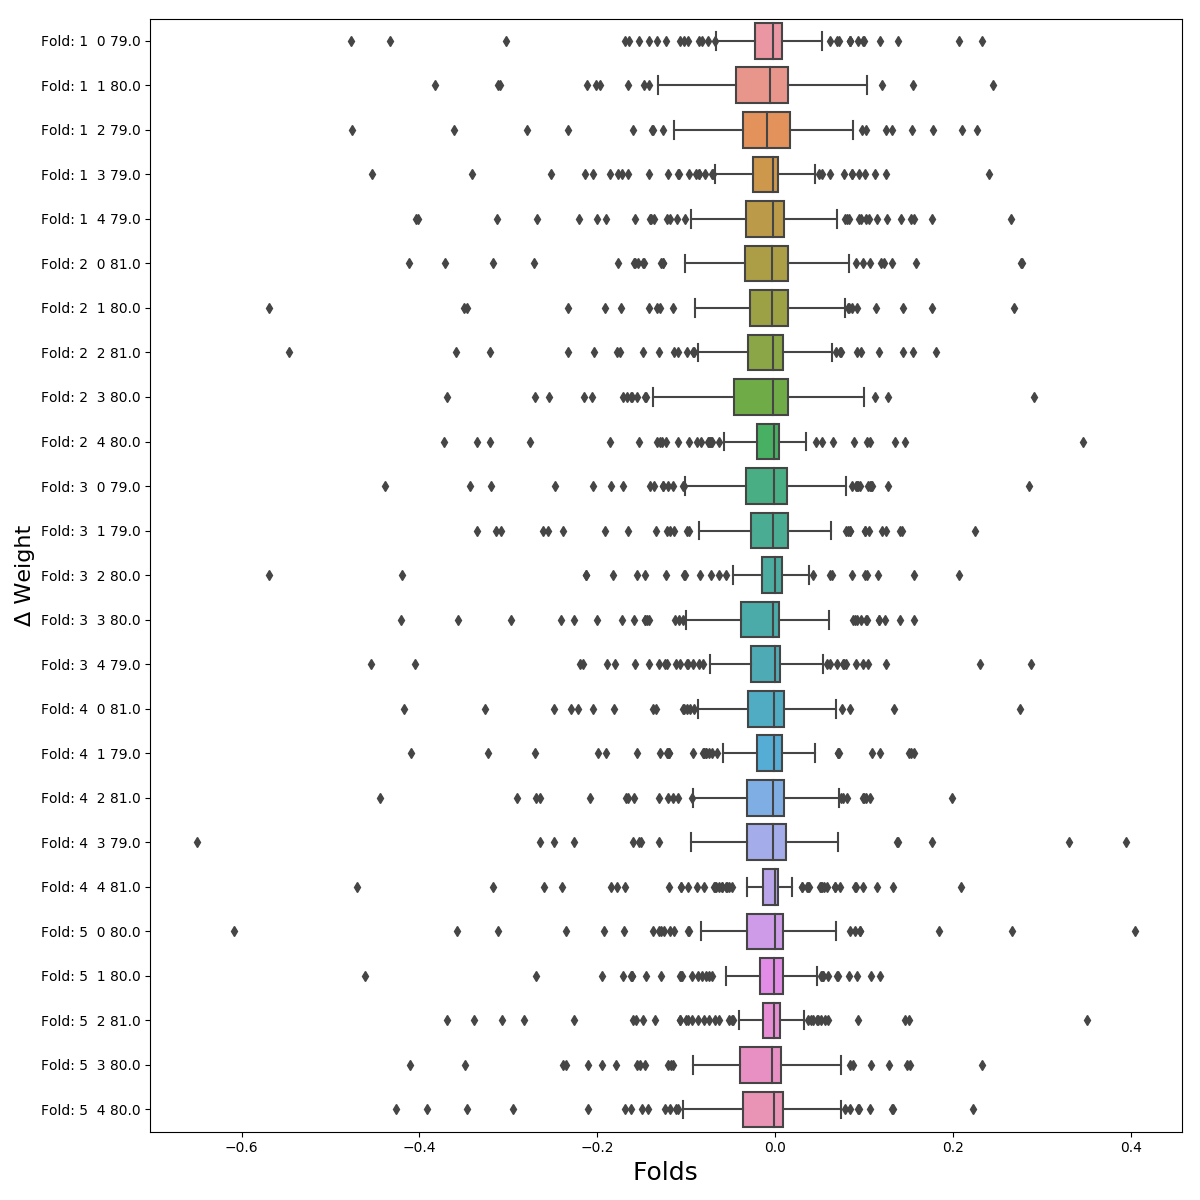 Fold: 1  0 79.0
Fold: 1  1 80.0
Fold: 1  2 79.0
Fold: 1  3 79.0
Fold: 1  4 79.0
Fold: 2  0 81.0
Fold: 2  1 80.0
Fold: 2  2 81.0
Fold: 2  3 80.0
Fold: 2  4 80.0
Fold: 3  0 79.0
Fold: 3  1 79.0
Fold: 3  2 80.0
Fold: 3  3 80.0
Fold: 3  4 79.0
Fold: 4  0 81.0
Fold: 4  1 79.0
Fold: 4  2 81.0
Fold: 4  3 79.0
Fold: 4  4 81.0
Fold: 5  0 80.0
Fold: 5  1 80.0
Fold: 5  2 81.0
Fold: 5  3 80.0
Fold: 5  4 80.0
Δ Weight
−0.6 −0.4 −0.2 0.0 0.2 0.4
Folds